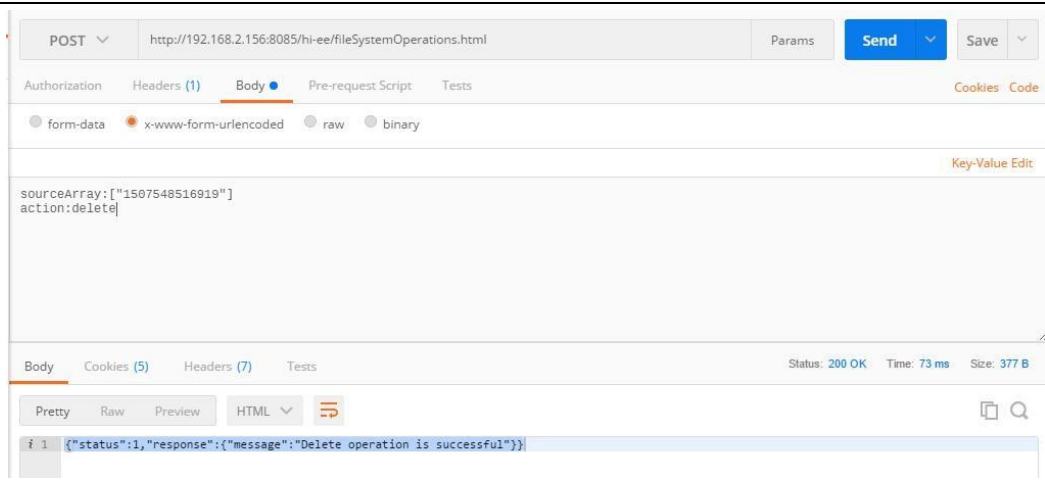 POST http://192.168.2.156:8085/hi-ee/fileSystemOperations.html Params Send Save
Authorization Headers (1) Body Pre-request Script Tests Cookies Code
form-data x-www-form-urlencoded raw binary
Key-Value Edit
sourceArray:["1507548516919"]
action:delete
Body Cookies (5) Headers (7) Tests Status: 200 OK Time: 73 ms Size: 377 B
Pretty Raw Preview HTML
i 1 {"status":1,"response":{"message":"Delete operation is successful"}}